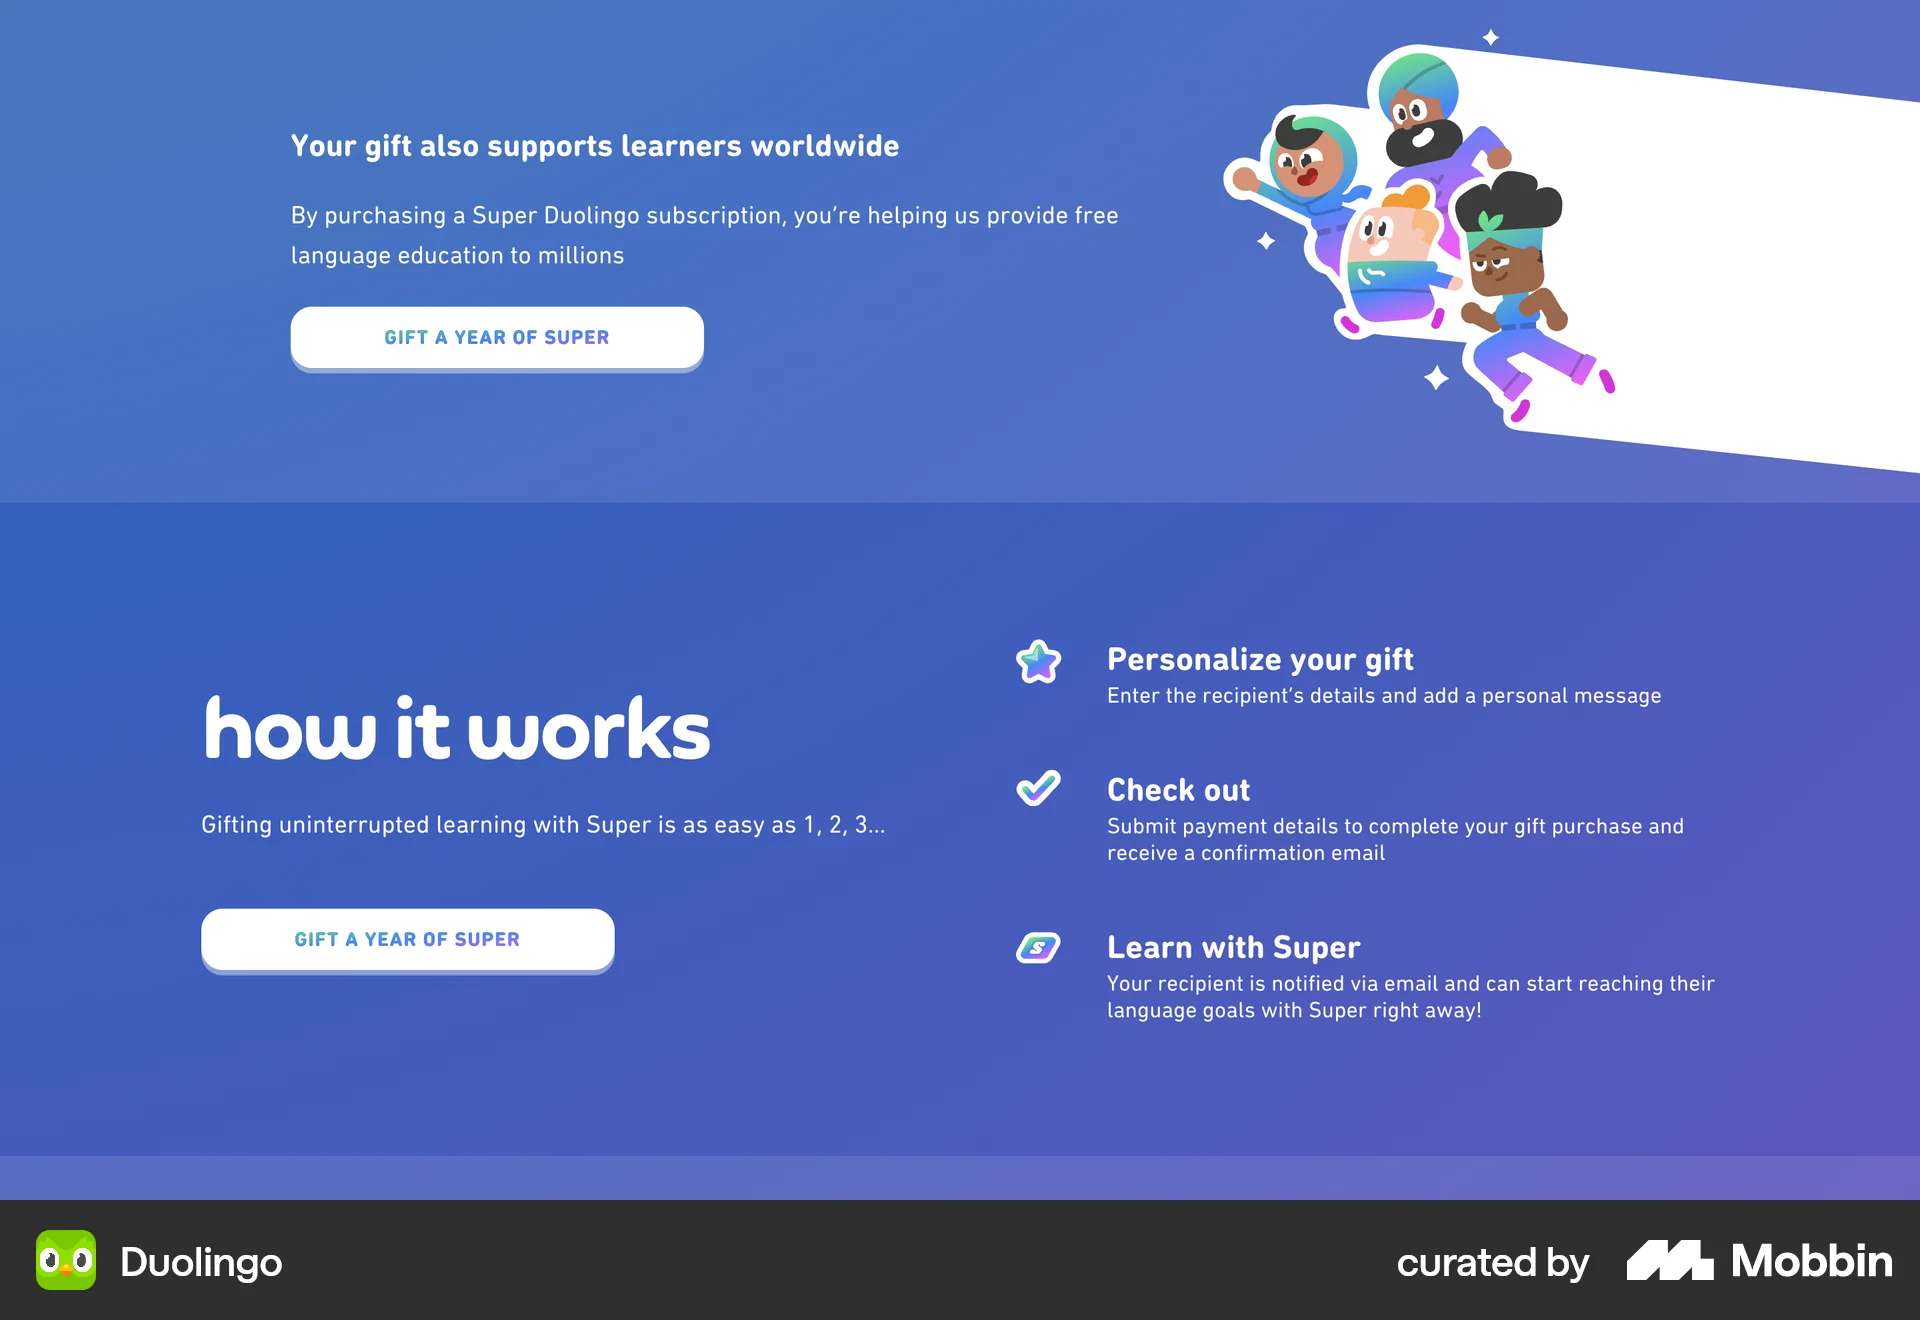 Your gift also supports learners worldwide
By purchasing a Super Duolingo subscription, you’re helping us provide free
language education to millions
GIFT A YEAR OF SUPER
how it works
Gifting uninterrupted learning with Super is as easy as 1, 2, 3...
GIFT A YEAR OF SUPER
Personalize your gift
Enter the recipient’s details and add a personal message
Check out
Submit payment details to complete your gift purchase and
receive a confirmation email
S
Learn with Super
Your recipient is notified via email and can start reaching their
language goals with Super right away!
Duolingo
curated by Mobbin